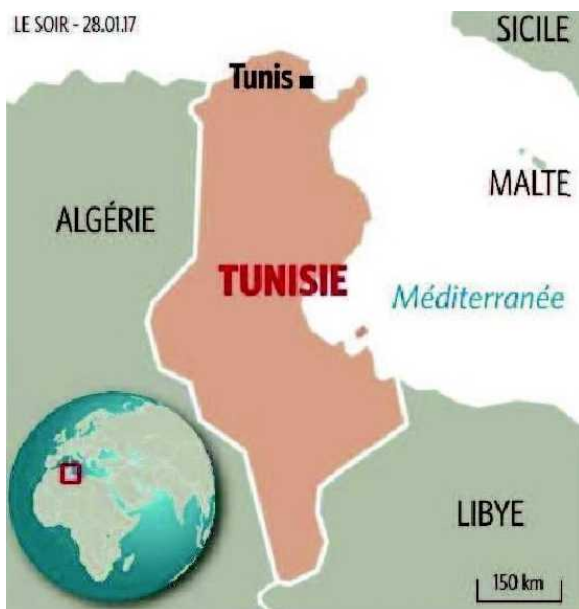 LE SOIR - 28.01.17
SICILE
Tunis
MALTE
ALGÉRIE
TUNISIE
Méditerranée
LIBYE
150 km